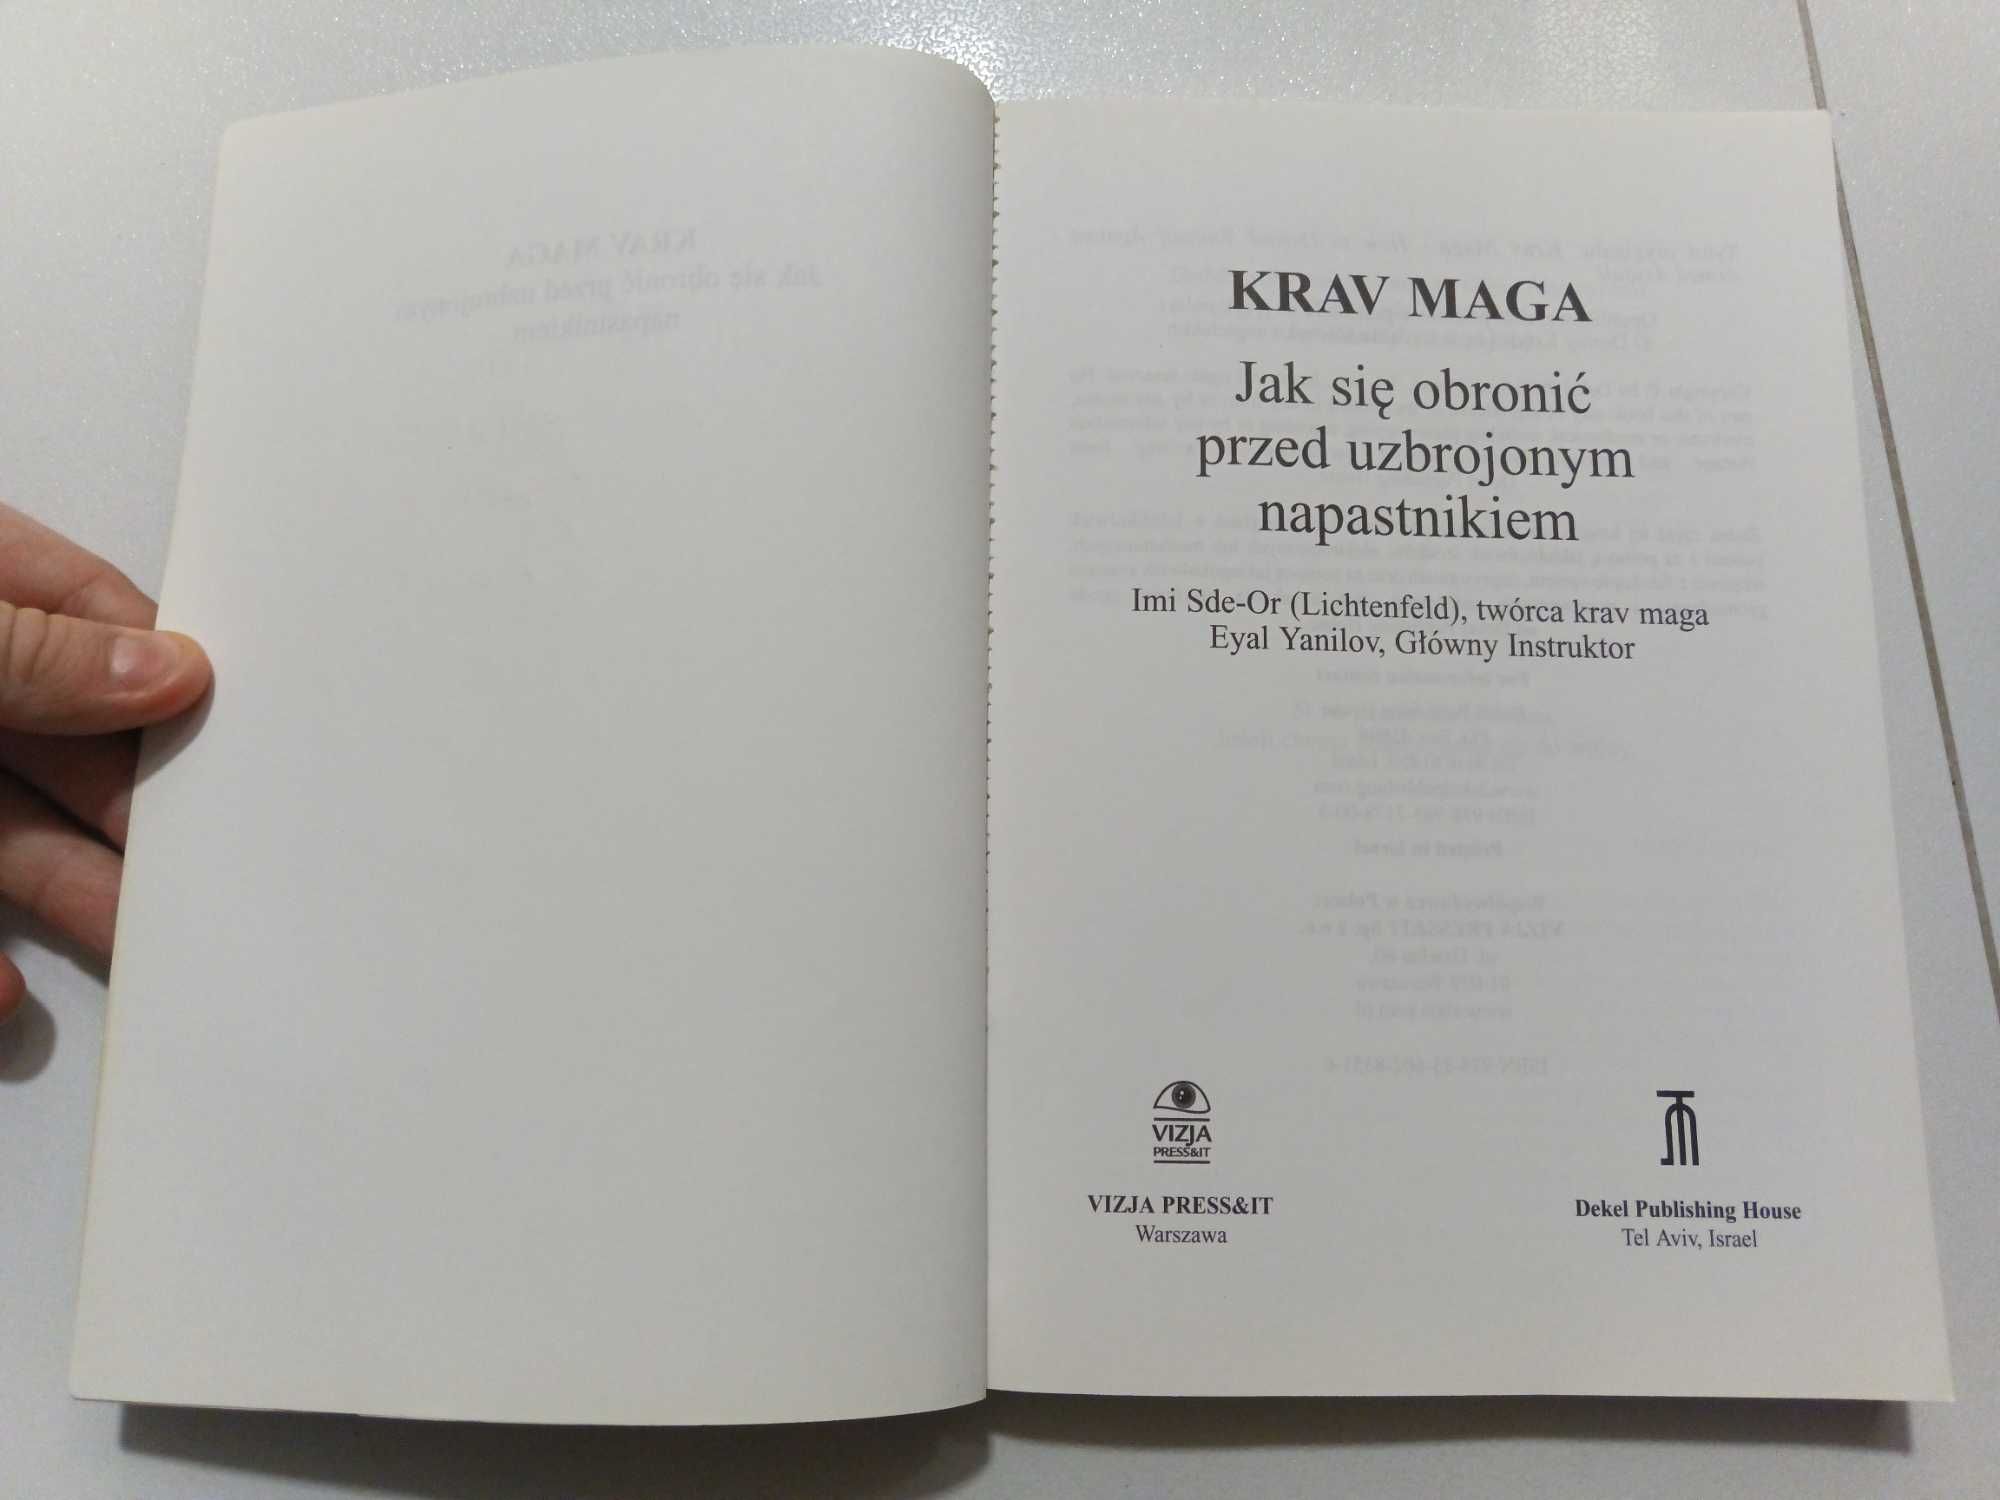 KRAV MAGA
Jak się obronić
przed uzbrojonym
napastnikiem
Imi Sde-Or (Lichtenfeld), twórca krav maga
Eyal Yanilov, Główny Instruktor
VIZJA
PRESS&IT
VIZJA PRESS&IT
Warszawa
Dekel Publishing House
Tel Aviv, Israel